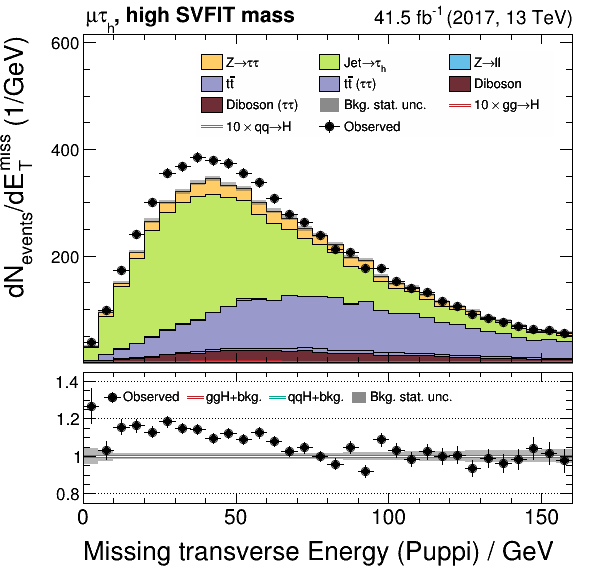 μτh, high SVFIT mass 41.5 fb⁻¹ (2017, 13 TeV)
600
400
200
dN_events/dE_T^miss (1/GeV)
Z→ττ Jet→τh Z→ll
tt̄ tt̄ (ττ) Diboson
Diboson (ττ) Bkg. stat. unc. 10 × gg→H
10 × qq→H Observed
1.4
1.2
1
0.8
Observed ggH+bkg. qqH+bkg. Bkg. stat. unc.
0 50 100 150
Missing transverse Energy (Puppi) / GeV